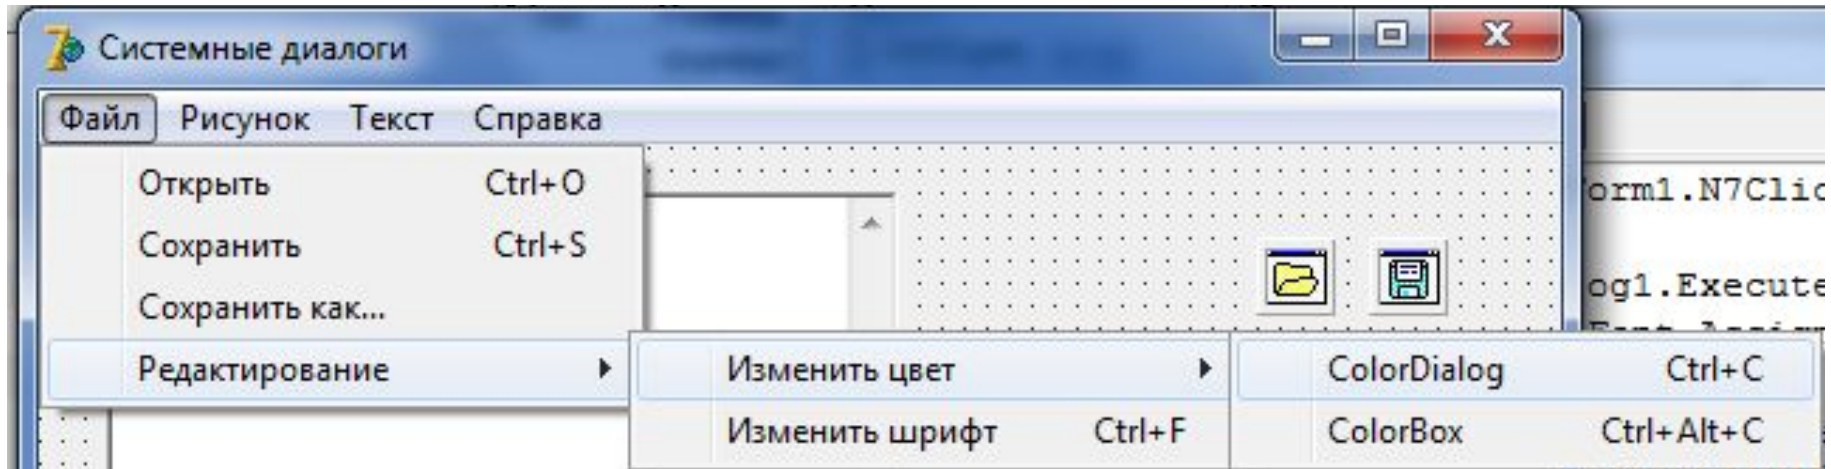 Системные диалоги
Файл Рисунок Текст Справка
Открыть Ctrl+O
Сохранить Ctrl+S
Сохранить как...
Редактирование
Изменить цвет
Изменить шрифт Ctrl+F
ColorDialog Ctrl+C
ColorBox Ctrl+Alt+C
orm1.N7Clic
og1.Execute